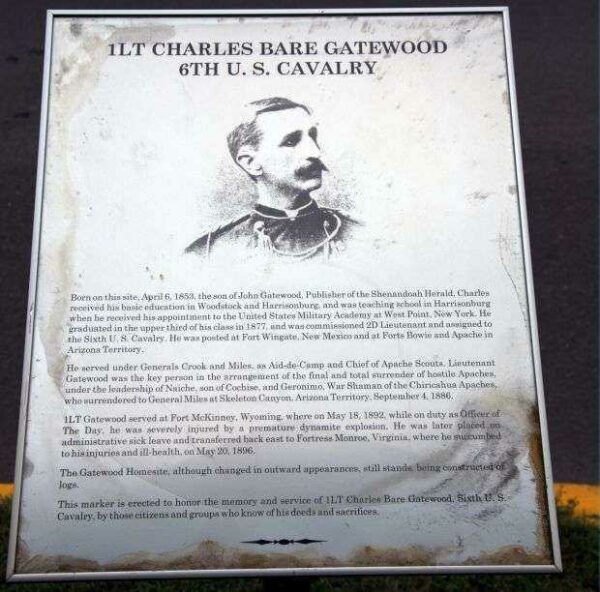 1LT CHARLES BARE GATEWOOD
6TH U. S. CAVALRY
Born on this site, April 6, 1853, the son of John Gatewood, Publisher of the Shenandoah Herald, Charles
received his basic education in Woodstock and Harrisonburg, and was teaching school in Harrisonburg
when he received his appointment to the United States Military Academy at West Point, New York. He
graduated in the upper third of his class in 1877, and was commissioned 2D Lieutenant and assigned to
the Sixth U. S. Cavalry. He was posted at Fort Wingate, New Mexico and at Forts Bowie and Apache in
Arizona Territory.
He served under Generals Crook and Miles, as Aid-de-Camp and Chief of Apache Scouts. Lieutenant
Gatewood was the key person in the arrangement of the final and total surrender of hostile Apaches,
under the leadership of Naiche, son of Cochise, and Geronimo, War Shaman of the Chiricahua Apaches,
who surrendered to General Miles at Skeleton Canyon, Arizona Territory, September 4, 1886.
1LT Gatewood served at Fort McKinney, Wyoming, where on May 18, 1892, while on duty as Officer of
The Day, he was severely injured by a premature dynamite explosion. He was later placed on
administrative sick leave and transferred back east to Fortress Monroe, Virginia, where he succumbed
to his injuries and ill-health, on May 20, 1896.
The Gatewood Homesite, although changed in outward appearances, still stands, being constructed of
logs.
This marker is erected to honor the memory and service of 1LT Charles Bare Gatewood, Sixth U. S.
Cavalry, by those citizens and groups who know of his deeds and sacrifices.